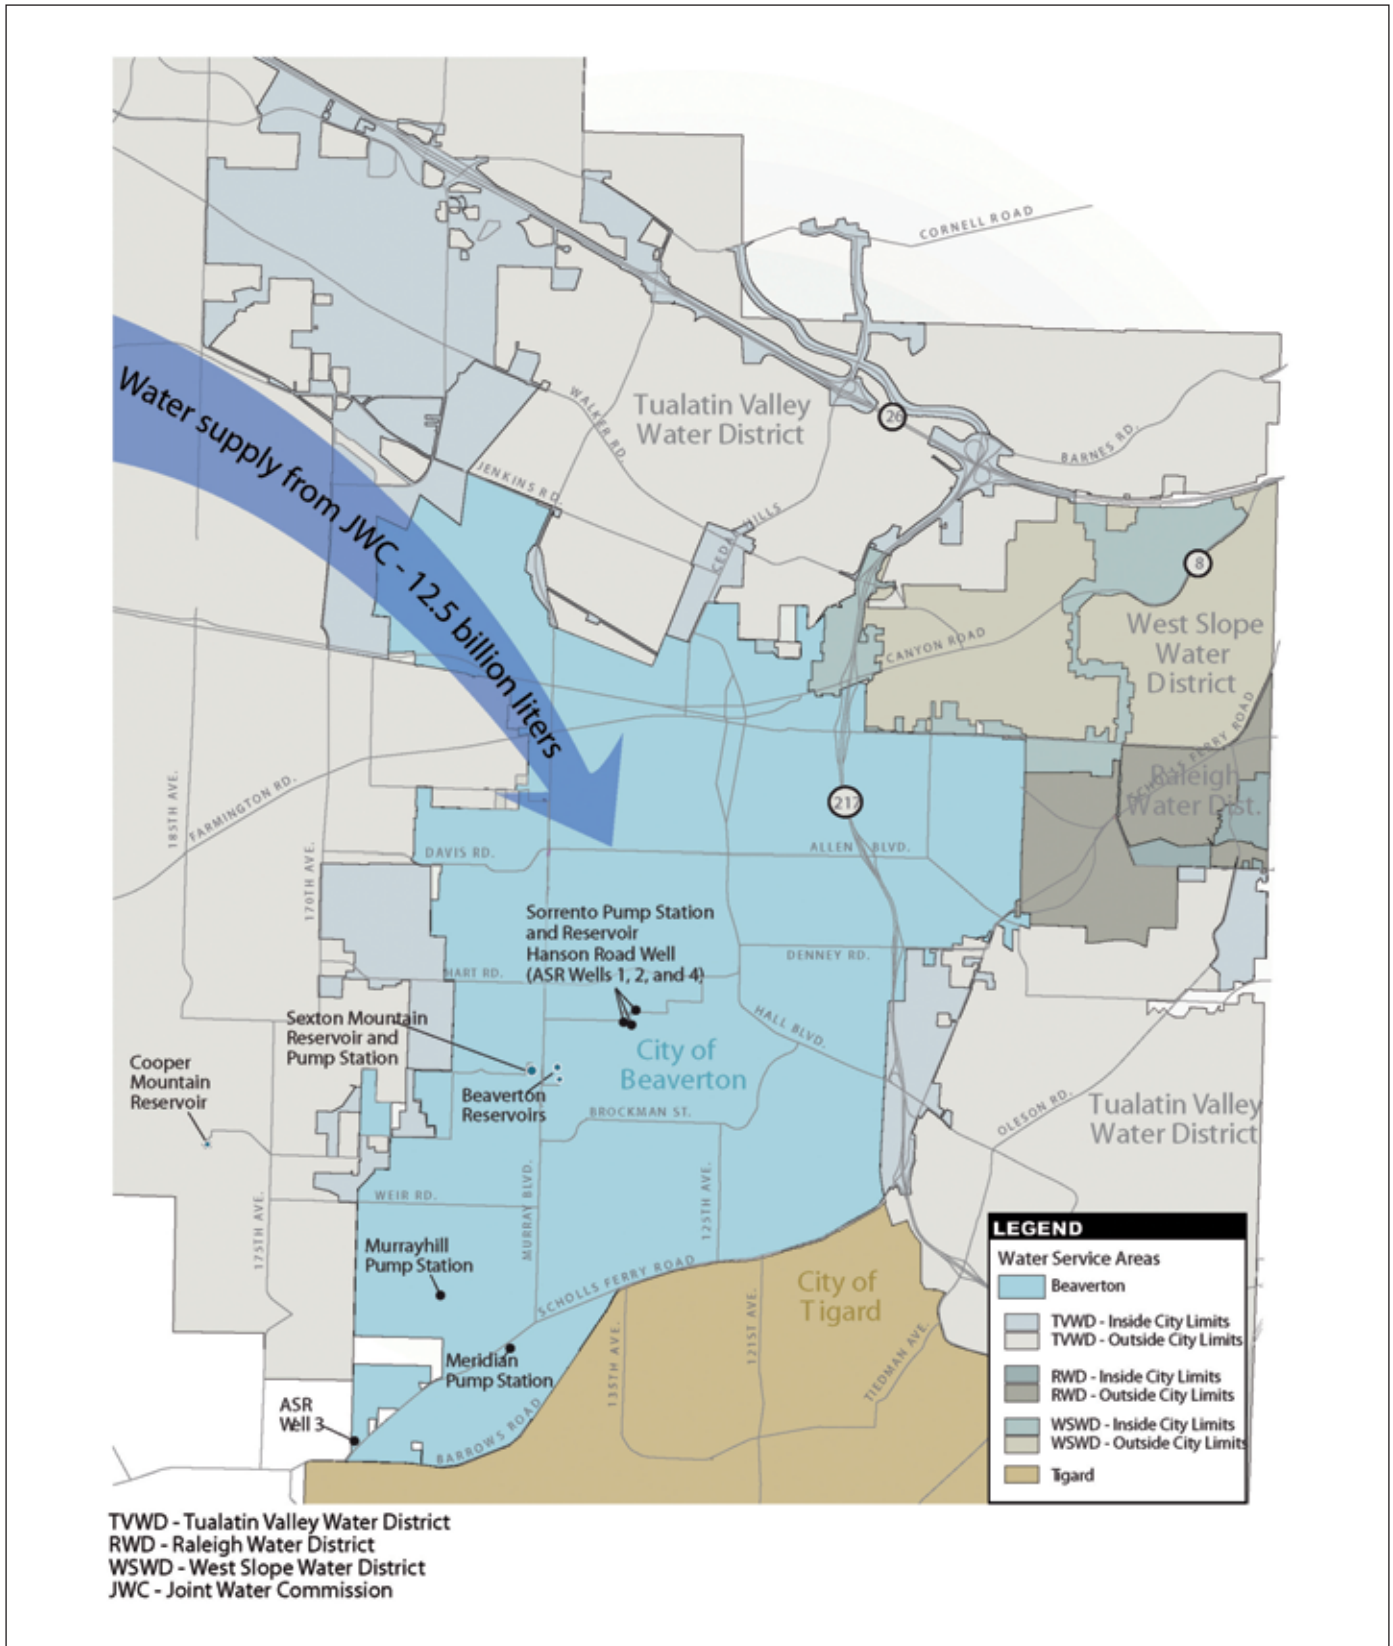 CORNELL ROAD
Water supply from JWC - 12.5 billion liters
Tualatin Valley
Water District
WALKER RD.
26
BARNES RD.
JENKINS RD.
CEDAR HILLS
8
West Slope
Water
District
CANYON ROAD
SCHOLLS FERRY ROAD
Raleigh
Water Dist.
217
185TH AVE.
FARMINGTON RD.
170TH AVE.
DAVIS RD.
ALLEN BLVD.
Sorrento Pump Station
and Reservoir
Hanson Road Well
(ASR Wells 1, 2, and 4)
DENNEY RD.
HART RD.
HALL BLVD.
Sexton Mountain
Reservoir and
Pump Station
City of
Beaverton
Cooper
Mountain
Reservoir
Beaverton
Reservoirs
BROCKMAN ST.
OLESON RD.
Tualatin Valley
Water District
WEIR RD.
175TH AVE.
MURRAY BLVD.
125TH AVE.
Murrayhill
Pump Station
SCHOLLS FERRY ROAD
City of
Tigard
Meridian
Pump Station
135TH AVE.
121ST AVE.
TIEDMAN AVE.
ASR
Well 3
BARROWS ROAD
LEGEND
Water Service Areas
Beaverton
TVWD - Inside City Limits
TVWD - Outside City Limits
RWD - Inside City Limits
RWD - Outside City Limits
WSWD - Inside City Limits
WSWD - Outside City Limits
Tigard
TVWD - Tualatin Valley Water District
RWD - Raleigh Water District
WSWD - West Slope Water District
JWC - Joint Water Commission